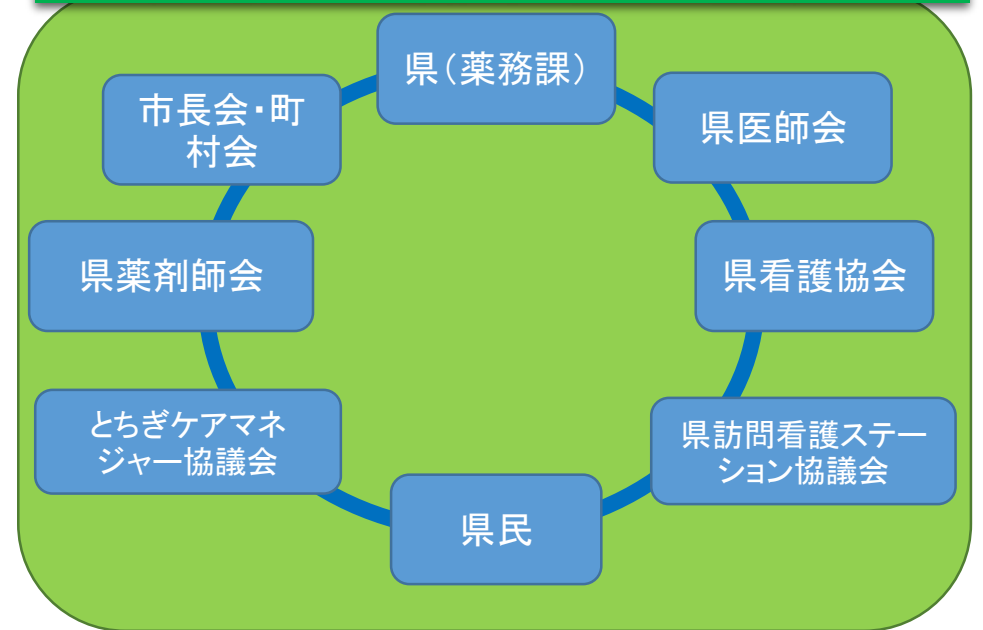 県（薬務課）
市長会・町
村会
県医師会
県薬剤師会
県看護協会
とちぎケアマネ
ジャー協議会
県訪問看護ステー
ション協議会
県民